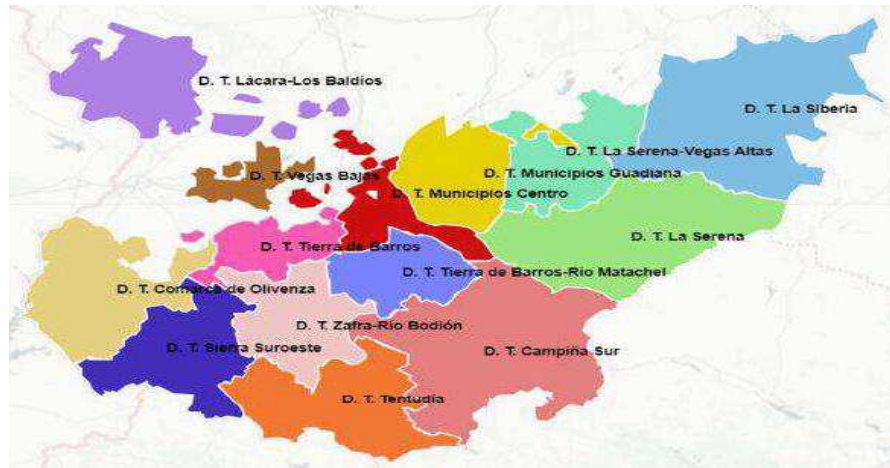 D. T. Lácara-Los Baldíos
D. T. La Siberia
D. T. La Serena-Vegas Altas
D. T. Municipios Guadiana
D. T. Vegas Bajas
D. T. Municipios Centro
D. T. La Serena
D. T. Tierra de Barros
D. T. Tierra de Barros-Río Matachel
D. T. Comarca de Olivenza
D. T. Zafra-Río Bodión
D. T. Sierra Suroeste
D. T. Campiña Sur
D. T. Tentudía